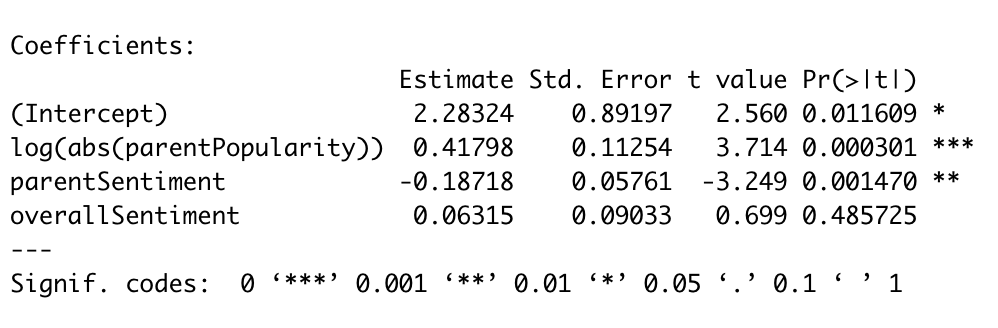 Coefficients:
Estimate Std. Error t value Pr(>|t|)
(Intercept) 2.28324 0.89197 2.560 0.011609 *
log(abs(parentPopularity)) 0.41798 0.11254 3.714 0.000301 ***
parentSentiment -0.18718 0.05761 -3.249 0.001470 **
overallSentiment 0.06315 0.09033 0.699 0.485725
---
Signif. codes: 0 ‘***’ 0.001 ‘**’ 0.01 ‘*’ 0.05 ‘.’ 0.1 ‘ ’ 1